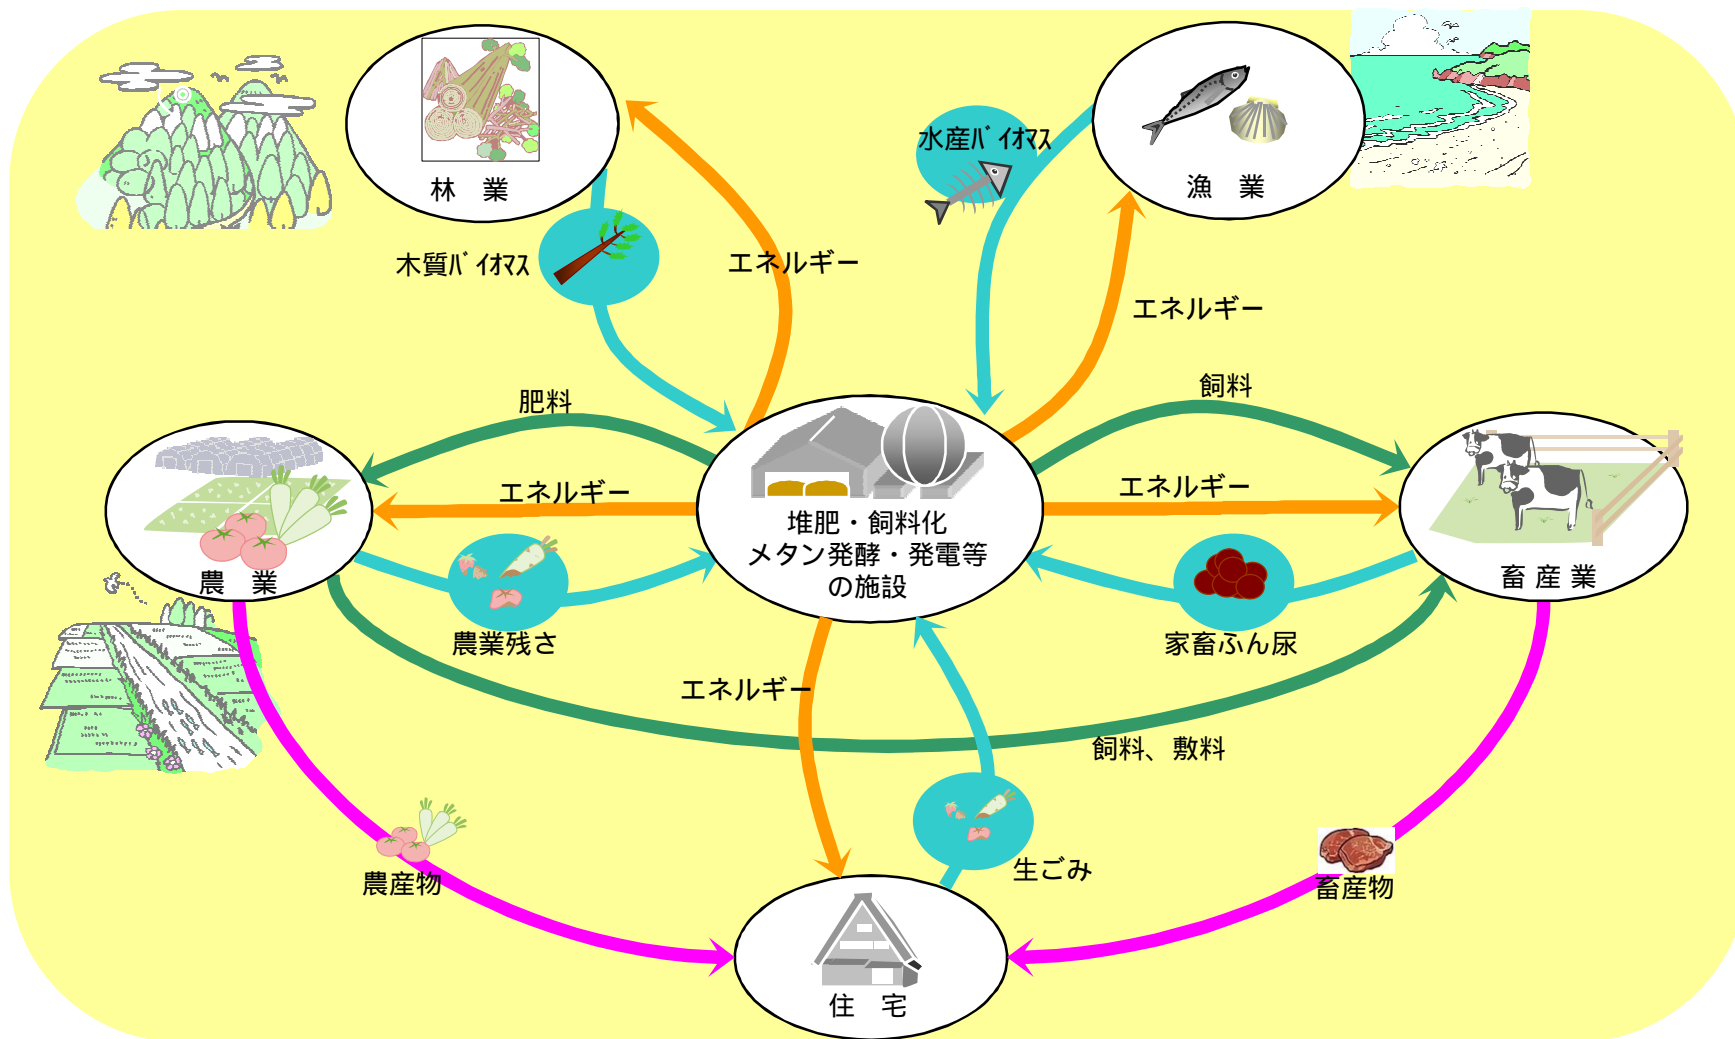 水産ﾊﾞｲｵﾏｽ
林　業
漁　業
木質ﾊﾞｲｵﾏｽ
エネルギー
エネルギー
肥料
飼料
エネルギー
エネルギー
堆肥・飼料化
メタン発酵・発電等
の施設
農　業
畜 産 業
農業残さ
家畜ふん尿
エネルギー
飼料、敷料
生ごみ
農産物
畜産物
住　宅